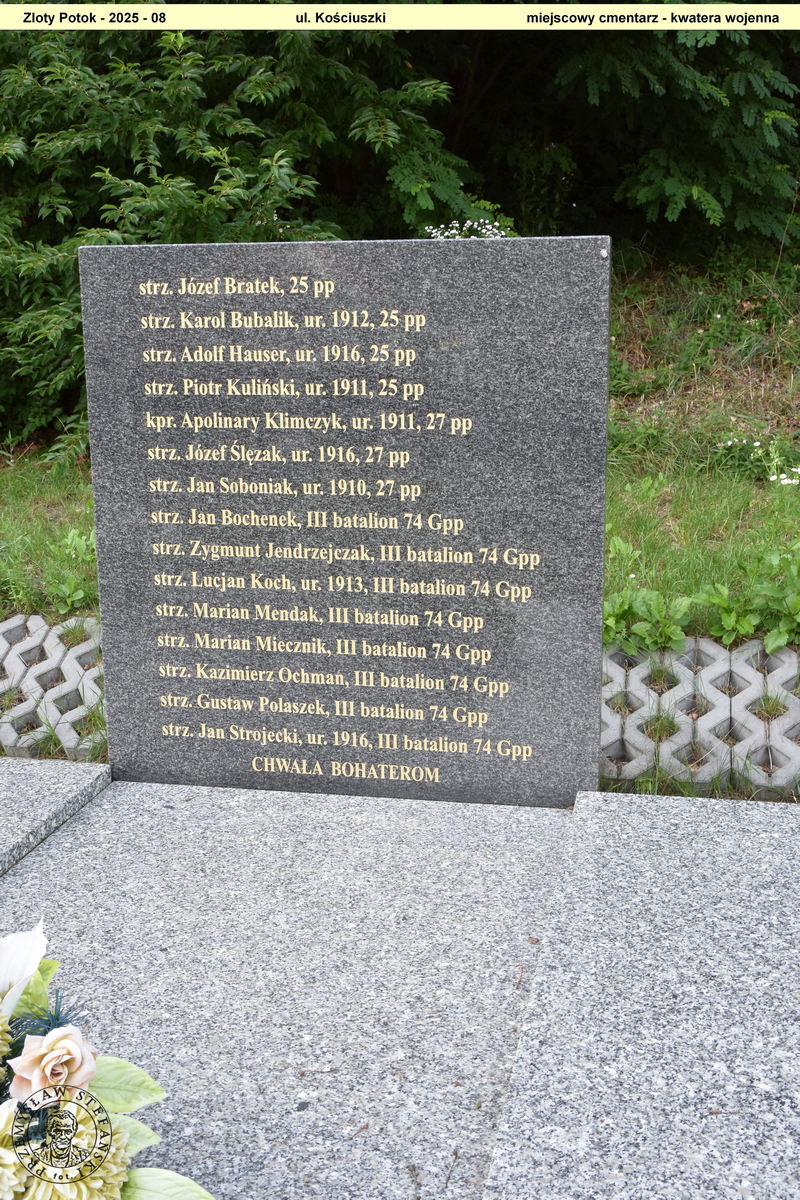 Zloty Potok - 2025 - 08 ul. Kościuszki miejscowy cmentarz - kwatera wojenna
strz. Józef Bratek, 25 pp
strz. Karol Bubalik, ur. 1912, 25 pp
strz. Adolf Hauser, ur. 1916, 25 pp
strz. Piotr Kuliński, ur. 1911, 25 pp
kpr. Apolinary Klimczyk, ur. 1911, 27 pp
strz. Józef Ślęzak, ur. 1916, 27 pp
strz. Jan Soboniak, ur. 1910, 27 pp
strz. Jan Bochenek, III batalion 74 Gpp
strz. Zygmunt Jendrzejczak, III batalion 74 Gpp
strz. Lucjan Koch, ur. 1913, III batalion 74 Gpp
strz. Marian Mendak, III batalion 74 Gpp
strz. Marian Miecznik, III batalion 74 Gpp
strz. Kazimierz Ochman, III batalion 74 Gpp
strz. Gustaw Polaszek, III batalion 74 Gpp
strz. Jan Strojecki, ur. 1916, III batalion 74 Gpp
CHWAŁA BOHATEROM
PRZEMYSŁAW STEFAŃSKI
fot.